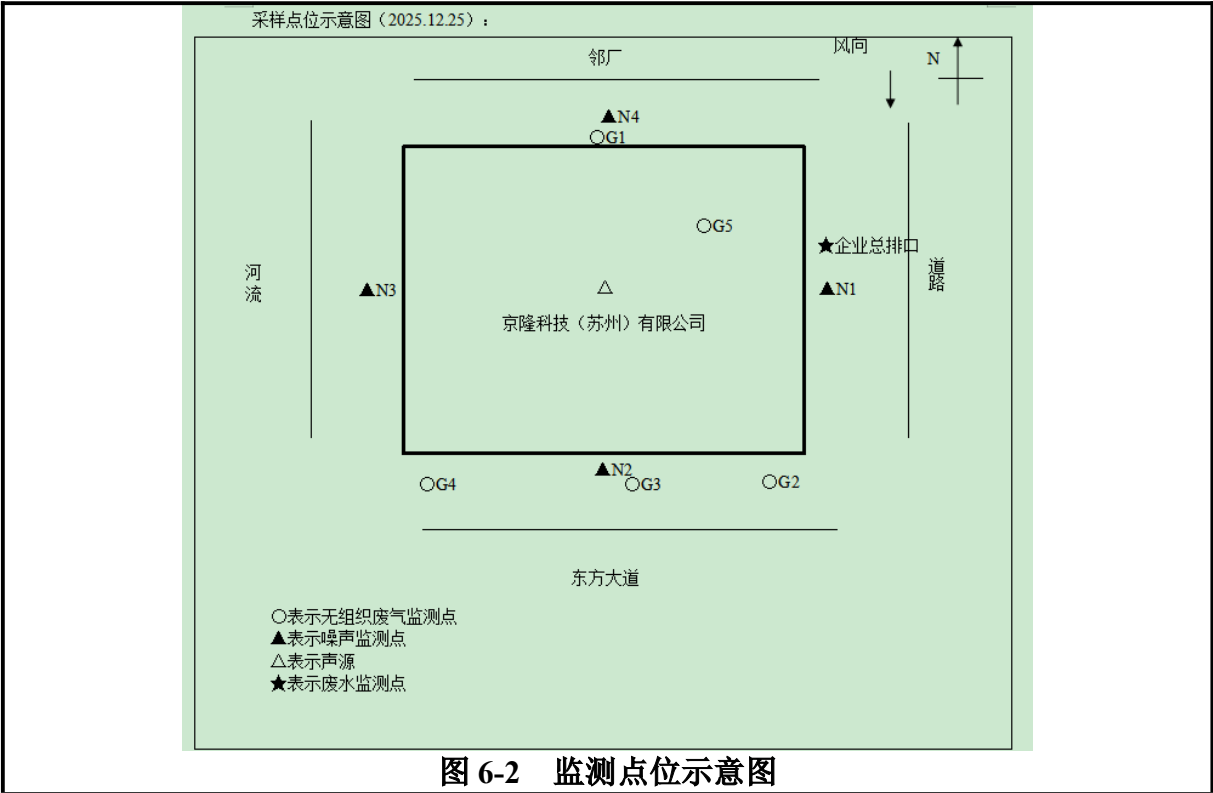 采样点位示意图（2025.12.25）：
邻厂
风向
N
▲N4
○G1
○G5
★企业总排口
河流
▲N3
△
▲N1
道路
京隆科技（苏州）有限公司
▲N2
○G4
○G3
○G2
东方大道
○表示无组织废气监测点
▲表示噪声监测点
△表示声源
★表示废水监测点
图 6-2 监测点位示意图